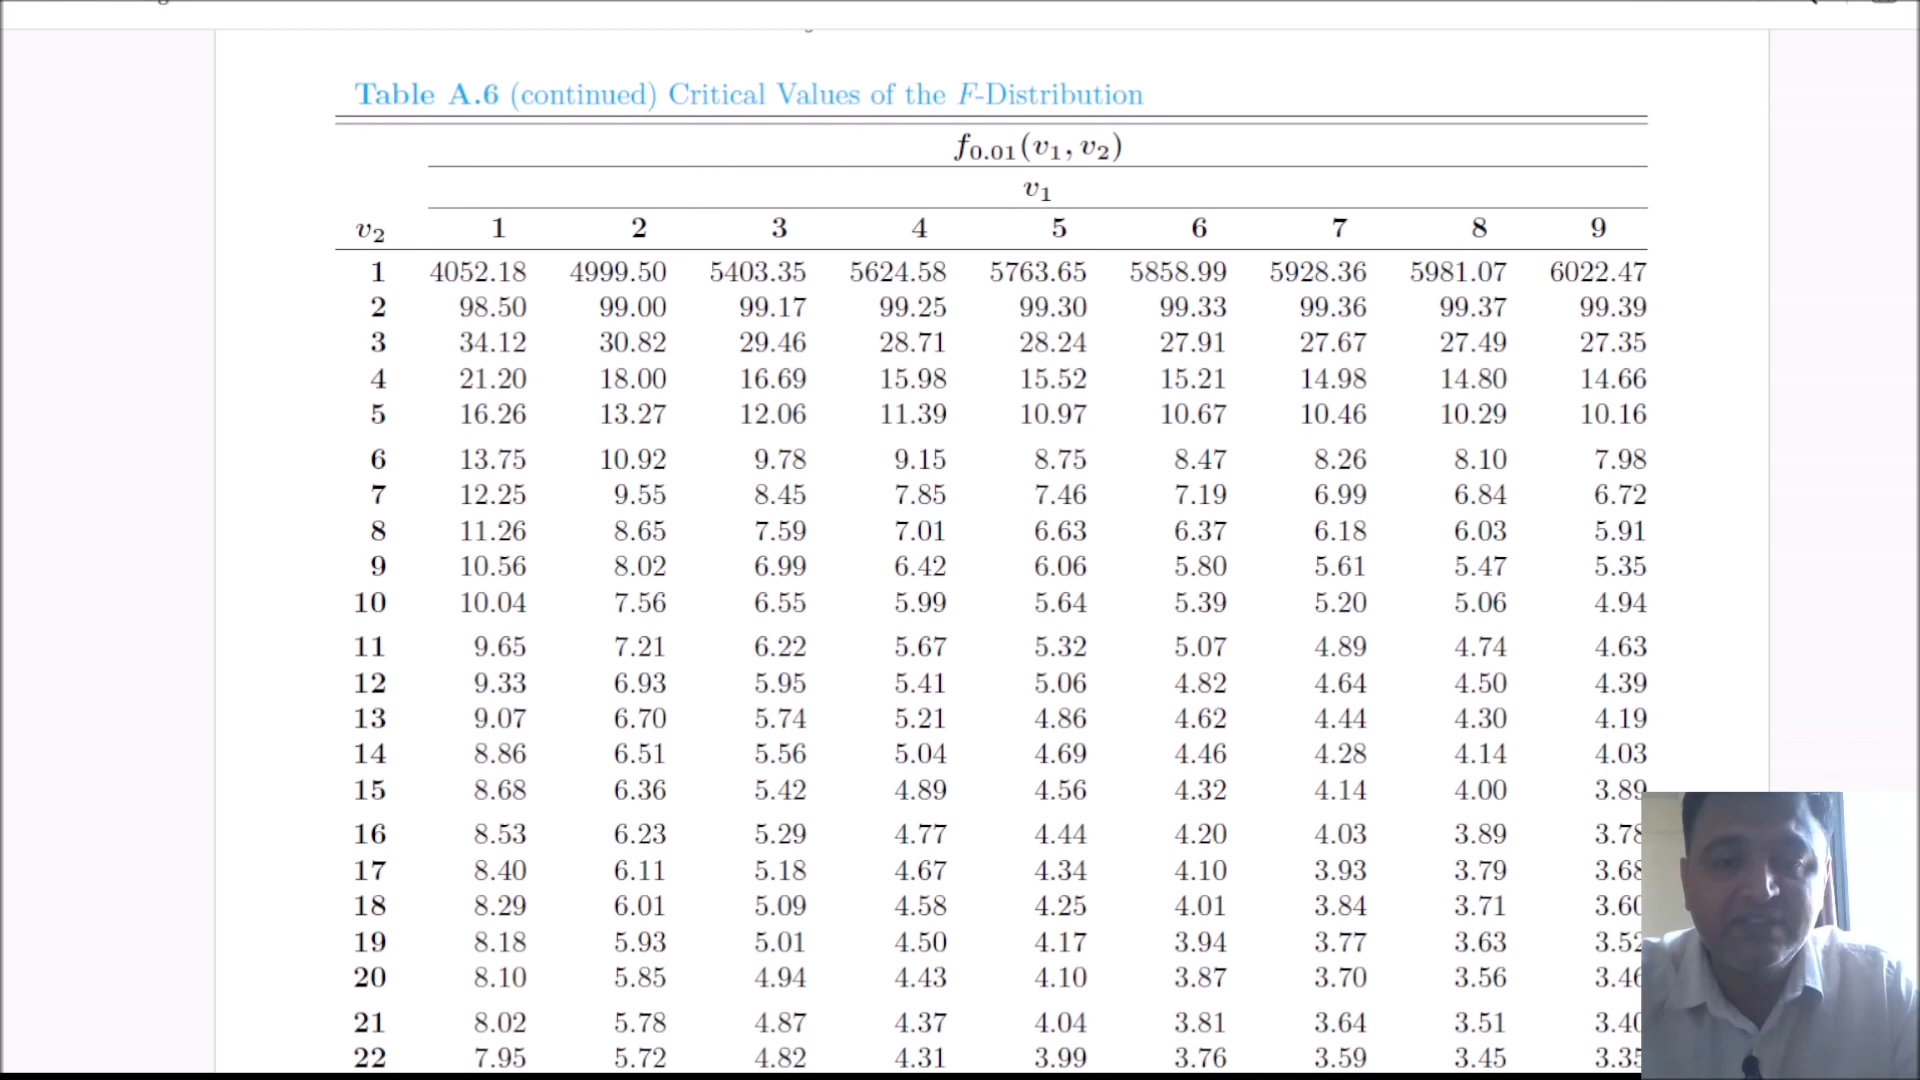 Table A.6 (continued) Critical Values of the F-Distribution
f0.01(v1, v2)
v1
v2 1 2 3 4 5 6 7 8 9
1 4052.18 4999.50 5403.35 5624.58 5763.65 5858.99 5928.36 5981.07 6022.47
2 98.50 99.00 99.17 99.25 99.30 99.33 99.36 99.37 99.39
3 34.12 30.82 29.46 28.71 28.24 27.91 27.67 27.49 27.35
4 21.20 18.00 16.69 15.98 15.52 15.21 14.98 14.80 14.66
5 16.26 13.27 12.06 11.39 10.97 10.67 10.46 10.29 10.16
6 13.75 10.92 9.78 9.15 8.75 8.47 8.26 8.10 7.98
7 12.25 9.55 8.45 7.85 7.46 7.19 6.99 6.84 6.72
8 11.26 8.65 7.59 7.01 6.63 6.37 6.18 6.03 5.91
9 10.56 8.02 6.99 6.42 6.06 5.80 5.61 5.47 5.35
10 10.04 7.56 6.55 5.99 5.64 5.39 5.20 5.06 4.94
11 9.65 7.21 6.22 5.67 5.32 5.07 4.89 4.74 4.63
12 9.33 6.93 5.95 5.41 5.06 4.82 4.64 4.50 4.39
13 9.07 6.70 5.74 5.21 4.86 4.62 4.44 4.30 4.19
14 8.86 6.51 5.56 5.04 4.69 4.46 4.28 4.14 4.03
15 8.68 6.36 5.42 4.89 4.56 4.32 4.14 4.00 3.89
16 8.53 6.23 5.29 4.77 4.44 4.20 4.03 3.89 3.78
17 8.40 6.11 5.18 4.67 4.34 4.10 3.93 3.79 3.68
18 8.29 6.01 5.09 4.58 4.25 4.01 3.84 3.71 3.60
19 8.18 5.93 5.01 4.50 4.17 3.94 3.77 3.63 3.52
20 8.10 5.85 4.94 4.43 4.10 3.87 3.70 3.56 3.46
21 8.02 5.78 4.87 4.37 4.04 3.81 3.64 3.51 3.40
22 7.95 5.72 4.82 4.31 3.99 3.76 3.59 3.45 3.35